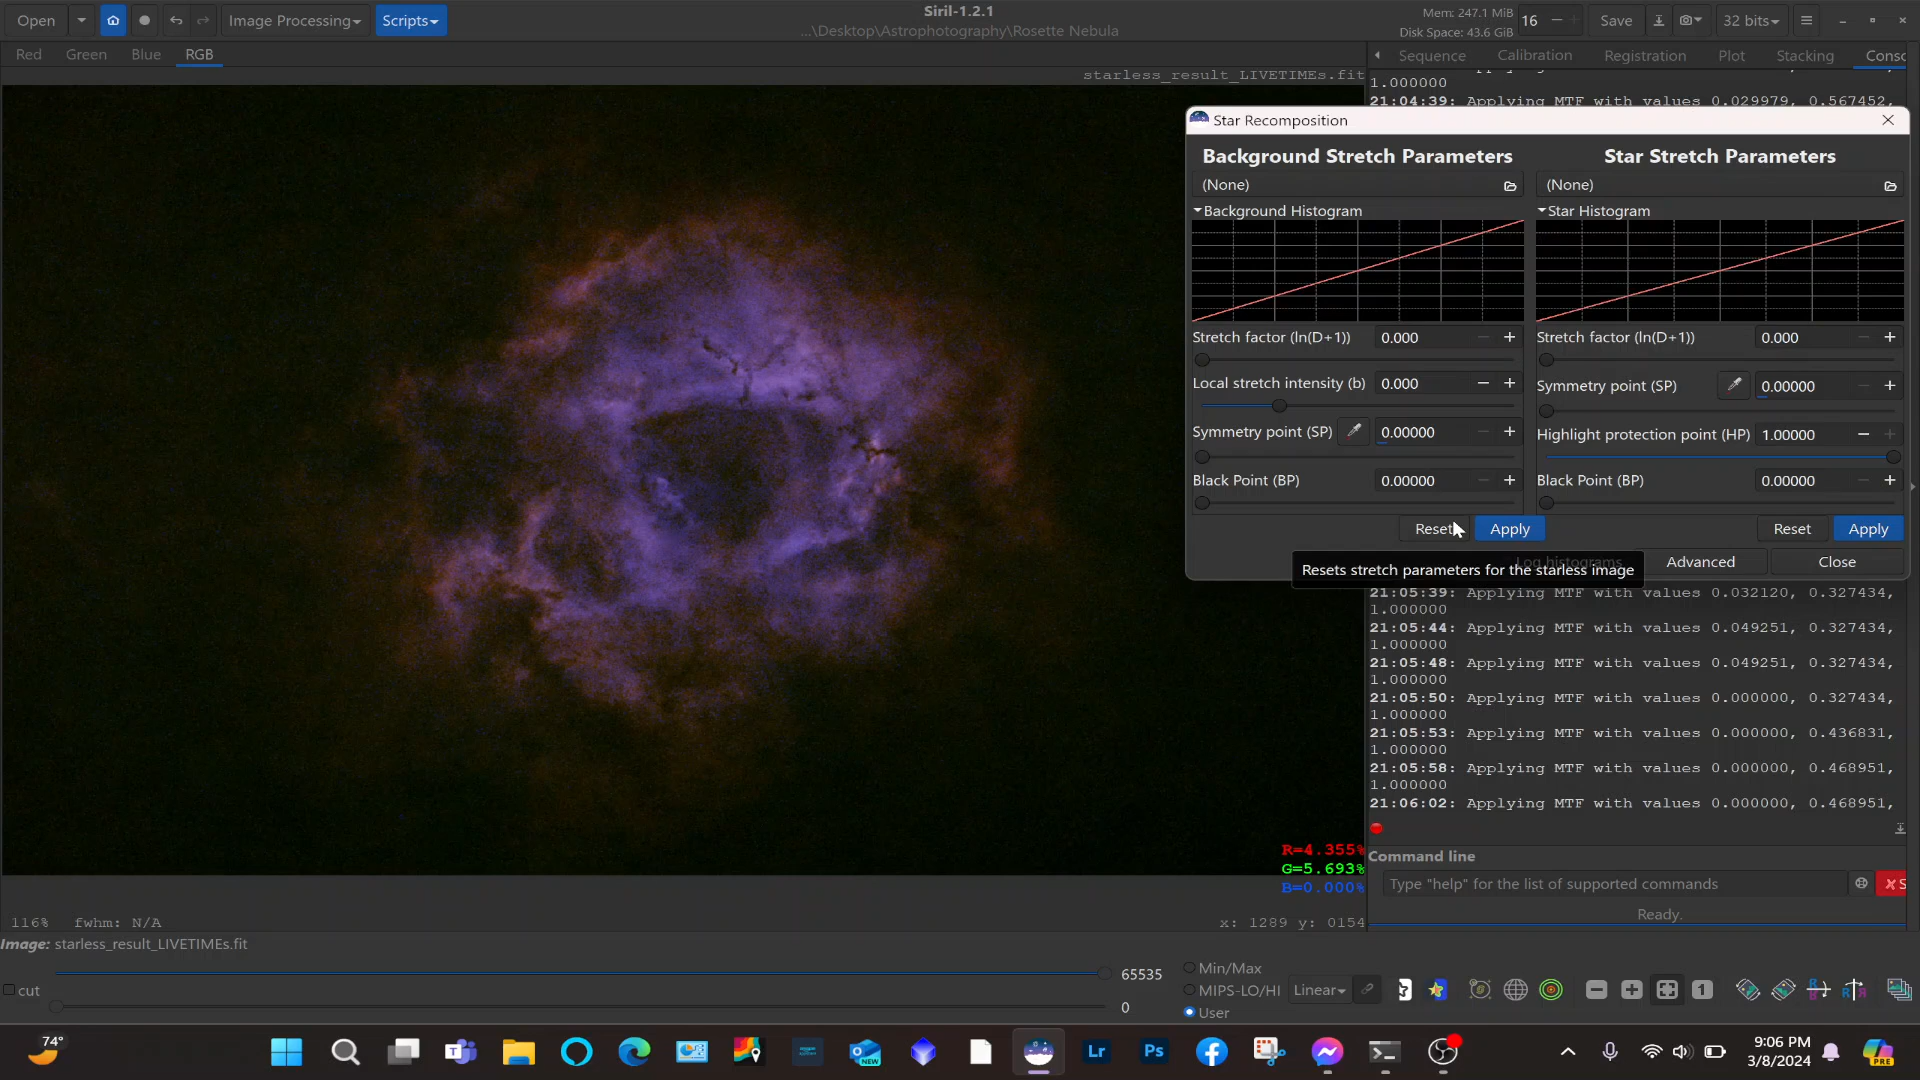 Open
Image Processing
Scripts
Siril-1.2.1
...\Desktop\Astrophotography\Rosette Nebula
Mem: 247.1 MiB
Disk Space: 43.6 GiB
16
Save
32 bits
Red
Green
Blue
RGB
Sequence
Calibration
Registration
Plot
Stacking
starless_result_LIVETIMEs.fit
1.000000
21:04:39: Applying MTF with values 0.029979, 0.567452,
Star Recomposition
Background Stretch Parameters
Star Stretch Parameters
(None)
(None)
Background Histogram
Star Histogram
Stretch factor (ln(D+1))
0.000
Stretch factor (ln(D+1))
0.000
Local stretch intensity (b)
0.000
Symmetry point (SP)
0.00000
Symmetry point (SP)
0.00000
Highlight protection point (HP)
1.00000
Black Point (BP)
0.00000
Black Point (BP)
0.00000
Reset
Apply
Reset
Apply
Log histograms
Advanced
Close
Resets stretch parameters for the starless image
21:05:39: Applying MTF with values 0.032120, 0.327434,
1.000000
21:05:44: Applying MTF with values 0.049251, 0.327434,
1.000000
21:05:48: Applying MTF with values 0.049251, 0.327434,
1.000000
21:05:50: Applying MTF with values 0.000000, 0.327434,
1.000000
21:05:53: Applying MTF with values 0.000000, 0.436831,
1.000000
21:05:58: Applying MTF with values 0.000000, 0.468951,
1.000000
21:06:02: Applying MTF with values 0.000000, 0.468951,
R=4.355%
G=5.693%
B=0.000%
Command line
Type "help" for the list of supported commands
Ready.
116%
fwhm: N/A
x: 1289 y: 0154
Image: starless_result_LIVETIMEs.fit
65535
cut
0
Min/Max
MIPS-LO/HI
User
Linear
1
74°
NEW
Lr
Ps
9:06 PM
3/8/2024
PRE